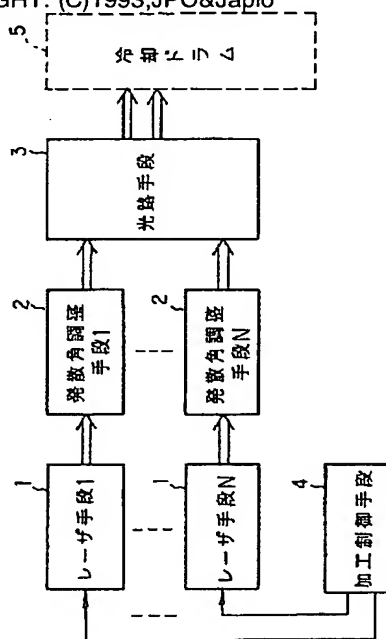 GHT: (C)1993,JPO&Japio
5
冷却ドラム
3
光路手段
2
発散角調整
手段1
2
発散角調整
手段N
1
レーザ手段1
1
レーザ手段N
4
加工制御手段